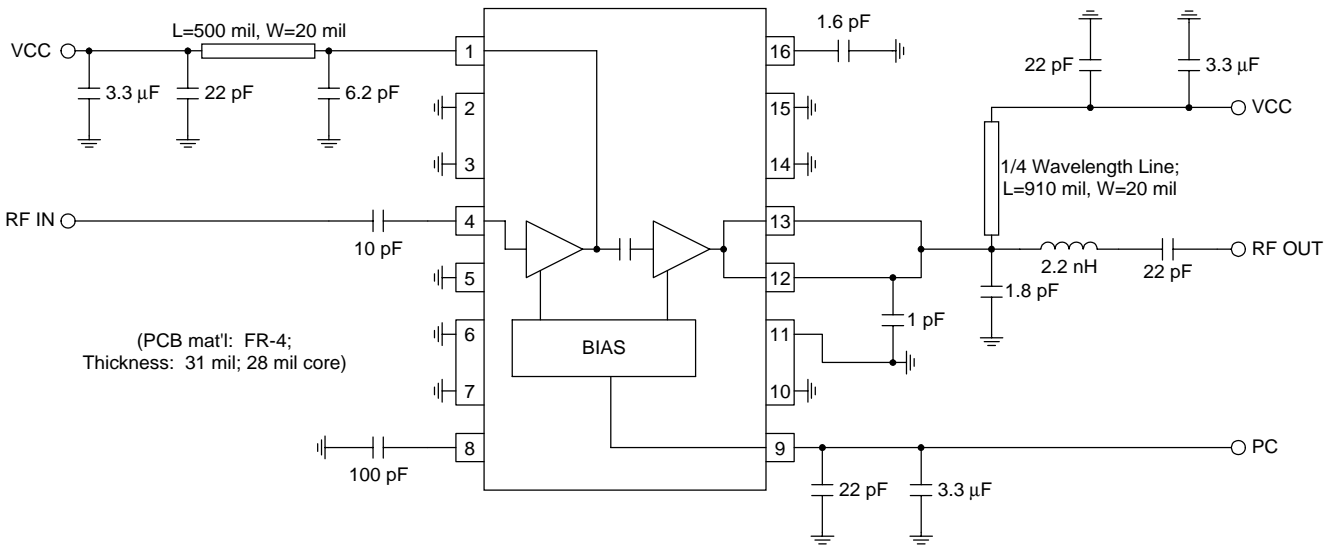 L=500 mil, W=20 mil
VCC
3.3 μF
22 pF
6.2 pF
1
2
3
RF IN
10 pF
4
5
(PCB mat'l: FR-4;
Thickness: 31 mil; 28 mil core)
6
7
100 pF
8
BIAS
1.6 pF
16
15
14
13
12
11
10
9
22 pF
3.3 μF
VCC
1/4 Wavelength Line;
L=910 mil, W=20 mil
2.2 nH
22 pF
RF OUT
1.8 pF
1 pF
22 pF
3.3 μF
PC